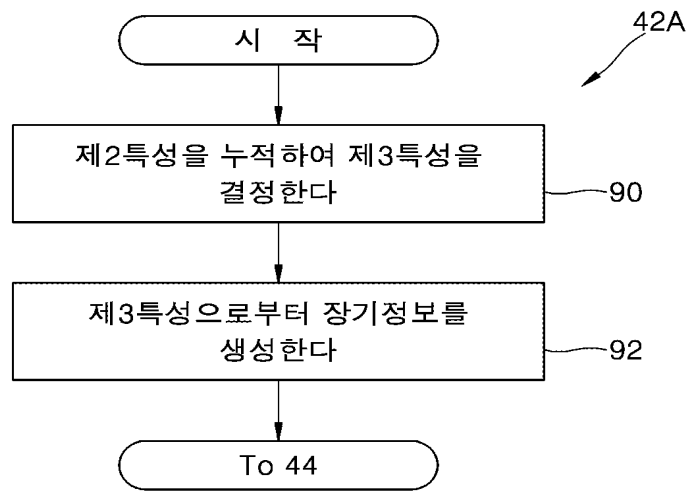 42A
시 작
제2특성을 누적하여 제3특성을
결정한다
90
제3특성으로부터 장기정보를
생성한다
92
To 44